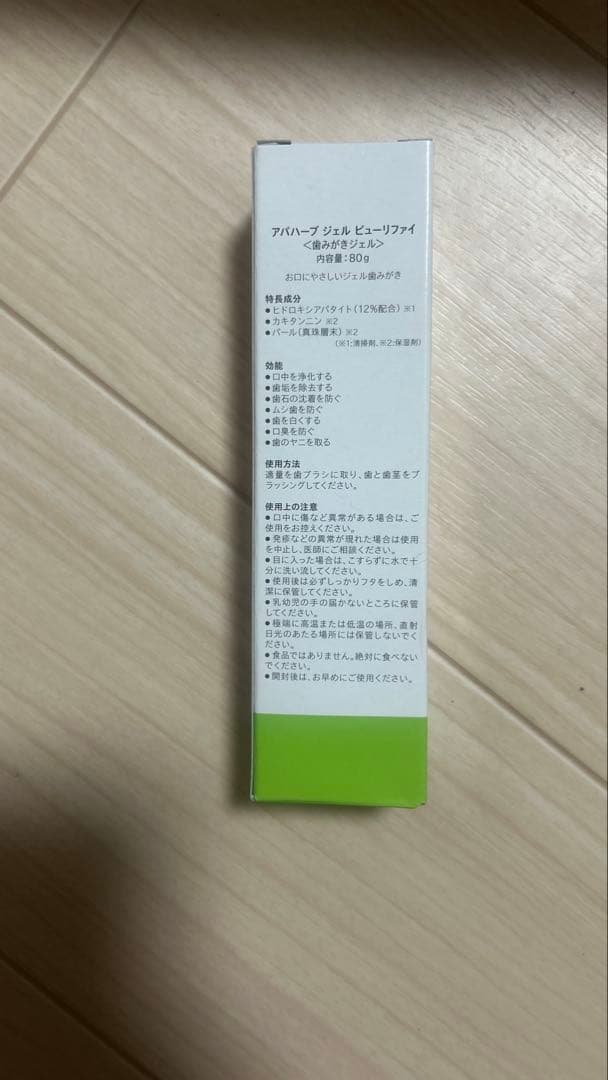 アパハーブ ジェル ピューリファイ
＜歯みがきジェル＞
内容量：80g
お口にやさしいジェル歯みがき
特長成分
●ヒドロキシアパタイト（12%配合）※1
●カキタンニン ※2
●パール（真珠層末）※2
（※1:清掃剤、※2:保湿剤）
効能
●口中を浄化する
●歯垢を除去する
●歯石の沈着を防ぐ
●ムシ歯を防ぐ
●歯を白くする
●口臭を防ぐ
●歯のヤニを取る
使用方法
適量を歯ブラシに取り、歯と歯茎をブ
ラッシングしてください。
使用上の注意
●口中に傷など異常がある場合は、ご
使用をお控えください。
●発疹などの異常が現れた場合は使用
を中止し、医師にご相談ください。
●目に入った場合は、こすらずに水で十
分に洗い流してください。
●使用後は必ずしっかりフタをしめ、清
潔に保管してください。
●乳幼児の手の届かないところに保管
してください。
●極端に高温または低温の場所、直射
日光のあたる場所には保管しないでく
ださい。
●食品ではありません。絶対に食べない
でください。
●開封後は、お早めにご使用ください。